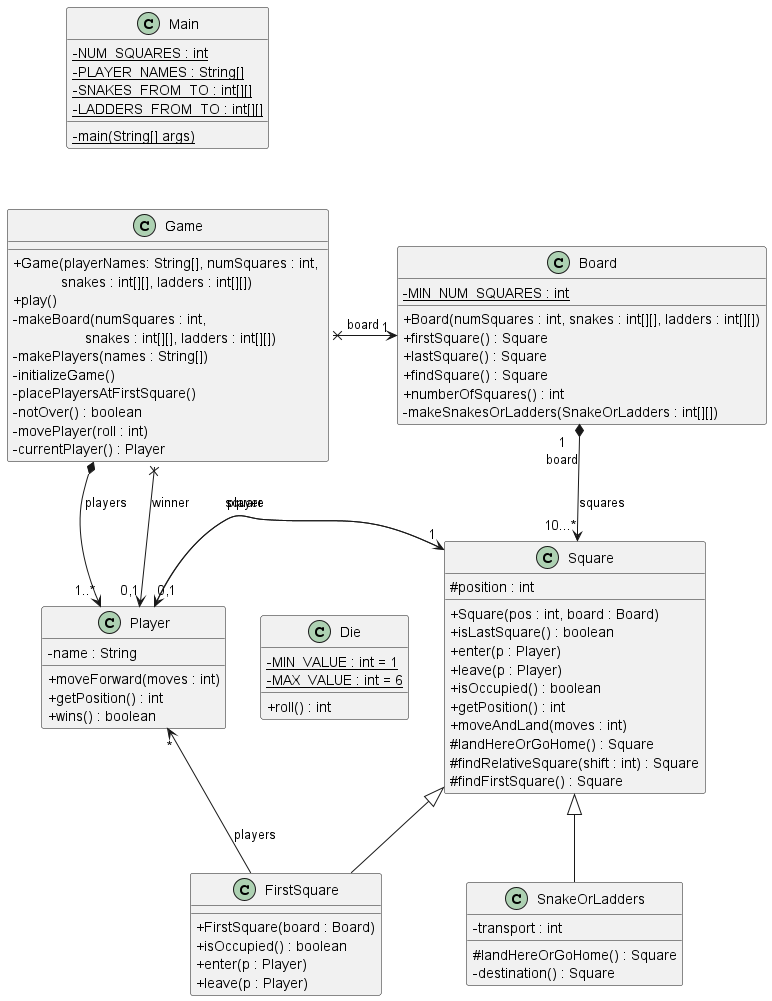 C Main
-NUM_SQUARES : int
-PLAYER_NAMES : String[]
-SNAKES_FROM_TO : int[][]
-LADDERS_FROM_TO : int[][]
-main(String[] args)
C Game
+Game(playerNames: String[], numSquares : int,
snakes : int[][], ladders : int[][])
+play()
-makeBoard(numSquares : int,
snakes : int[][], ladders : int[][])
-makePlayers(names : String[])
-initializeGame()
-placePlayersAtFirstSquare()
-notOver() : boolean
-movePlayer(roll : int)
-currentPlayer() : Player
board 1
C Board
-MIN_NUM_SQUARES : int
+Board(numSquares : int, snakes : int[][], ladders : int[][])
+firstSquare() : Square
+lastSquare() : Square
+findSquare() : Square
+numberOfSquares() : int
-makeSnakesOrLadders(SnakeOrLadders : int[][])
1
board
players
winner
square
player
squares
1..*
0,1
0,1
1
10...*
C Player
-name : String
+moveForward(moves : int)
+getPosition() : int
+wins() : boolean
C Die
-MIN_VALUE : int = 1
-MAX_VALUE : int = 6
+roll() : int
C Square
#position : int
+Square(pos : int, board : Board)
+isLastSquare() : boolean
+enter(p : Player)
+leave(p : Player)
+isOccupied() : boolean
+getPosition() : int
+moveAndLand(moves : int)
#landHereOrGoHome() : Square
#findRelativeSquare(shift : int) : Square
#findFirstSquare() : Square
*
players
C FirstSquare
+FirstSquare(board : Board)
+isOccupied() : boolean
+enter(p : Player)
+leave(p : Player)
C SnakeOrLadders
-transport : int
#landHereOrGoHome() : Square
-destination() : Square